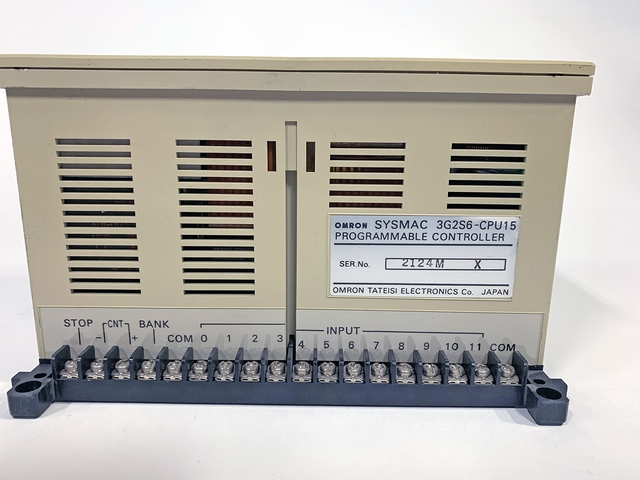 OMRON SYSMAC 3G2S6-CPU15
PROGRAMMABLE CONTROLLER
SER.No. 2124M X
OMRON TATEISI ELECTRONICS Co. JAPAN
STOP CNT BANK INPUT
- + COM 0 1 2 3 4 5 6 7 8 9 10 11 COM